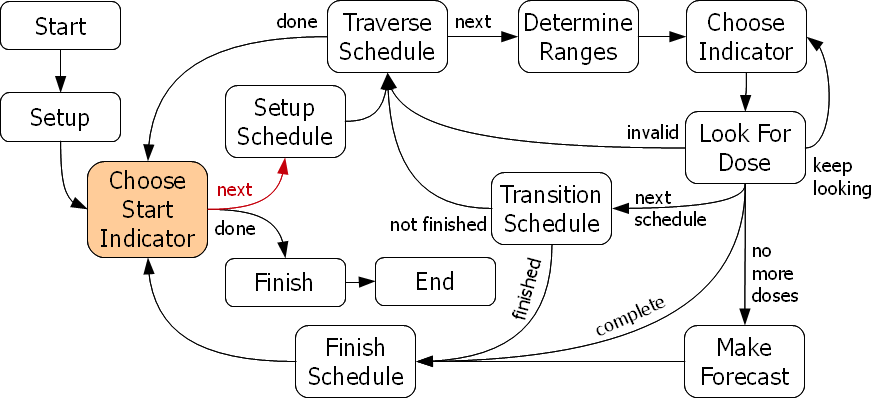 Start
done
Traverse
Schedule
next
Determine
Ranges
Choose
Indicator
Setup
Setup
Schedule
invalid
Look For
Dose
keep
looking
Choose
Start
Indicator
next
done
Transition
Schedule
not finished
next
schedule
Finish
End
finished
no
more
doses
complete
Finish
Schedule
Make
Forecast